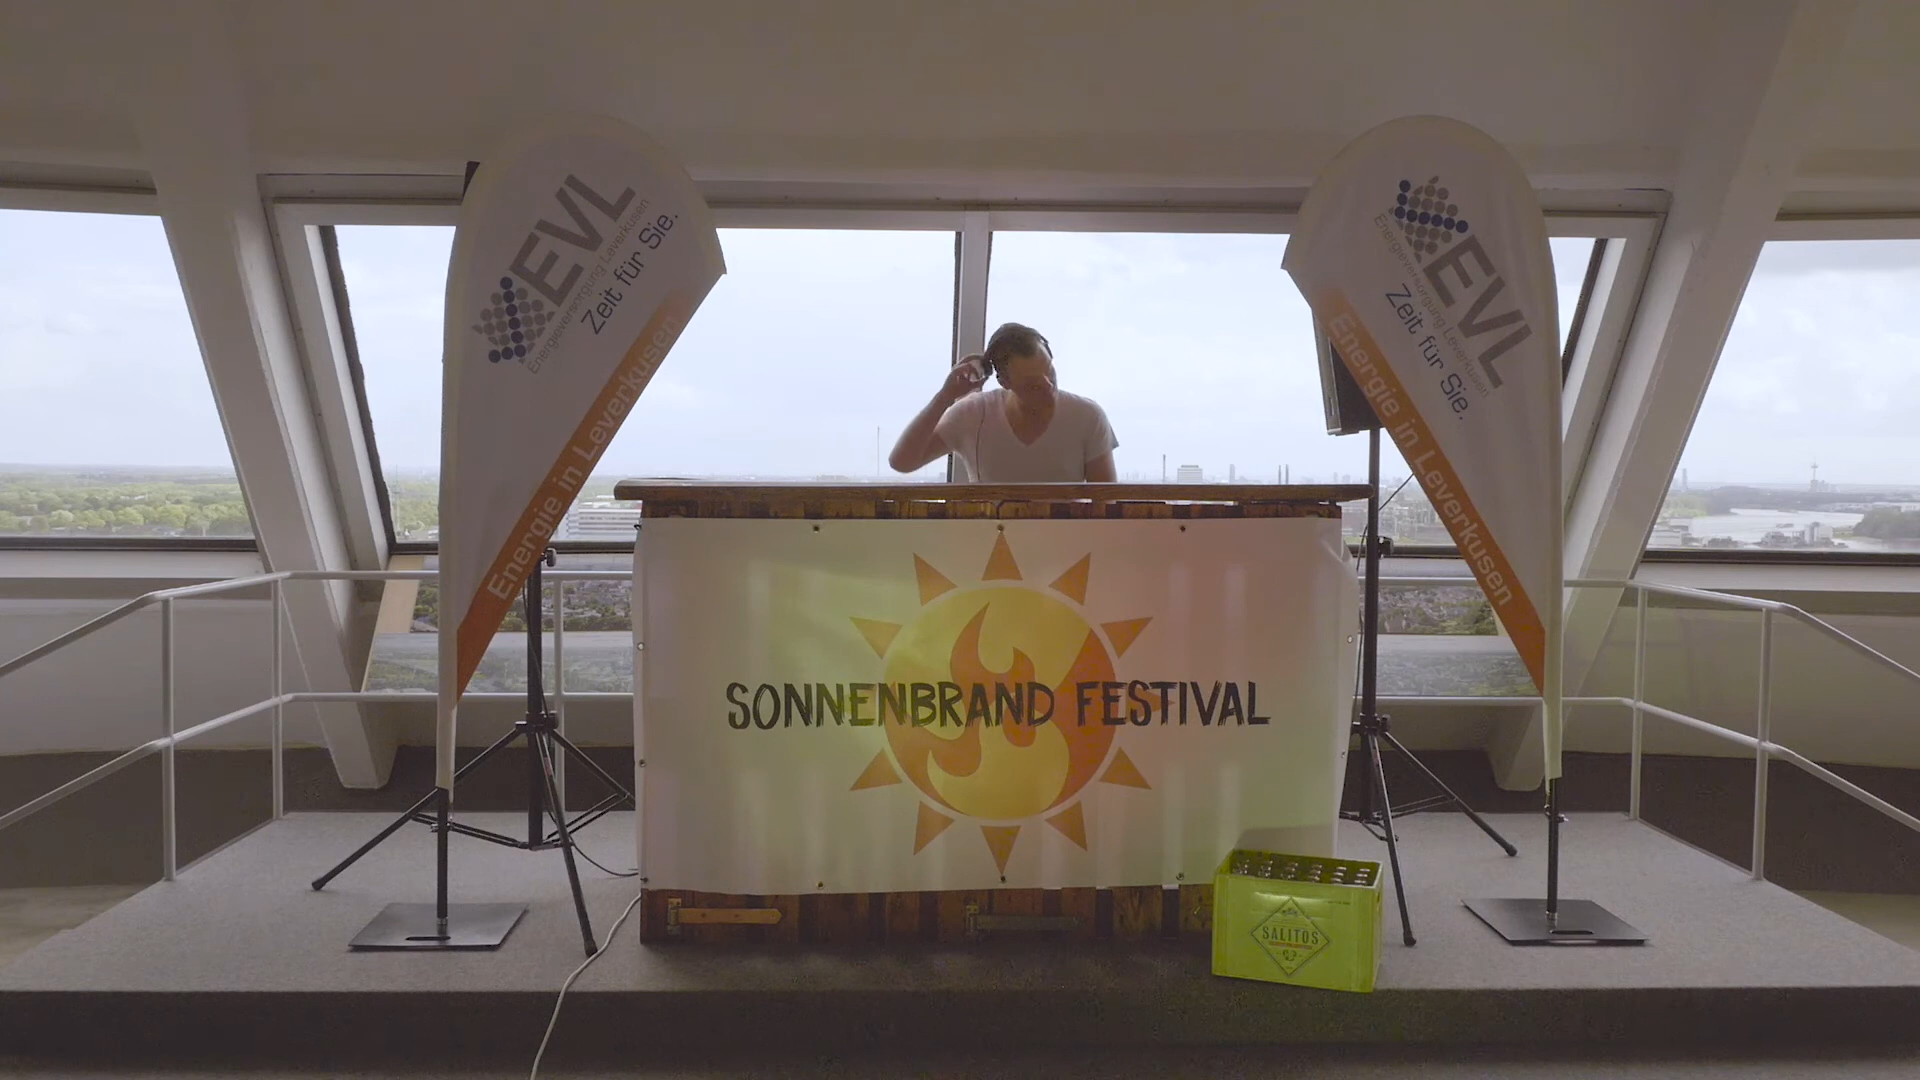 EVL
Energieversorgung Leverkusen
Zeit für Sie.
Energie in Leverkusen
EVL
Energieversorgung Leverkusen
Zeit für Sie.
Energie in Leverkusen
SONNENBRAND FESTIVAL
SALITOS